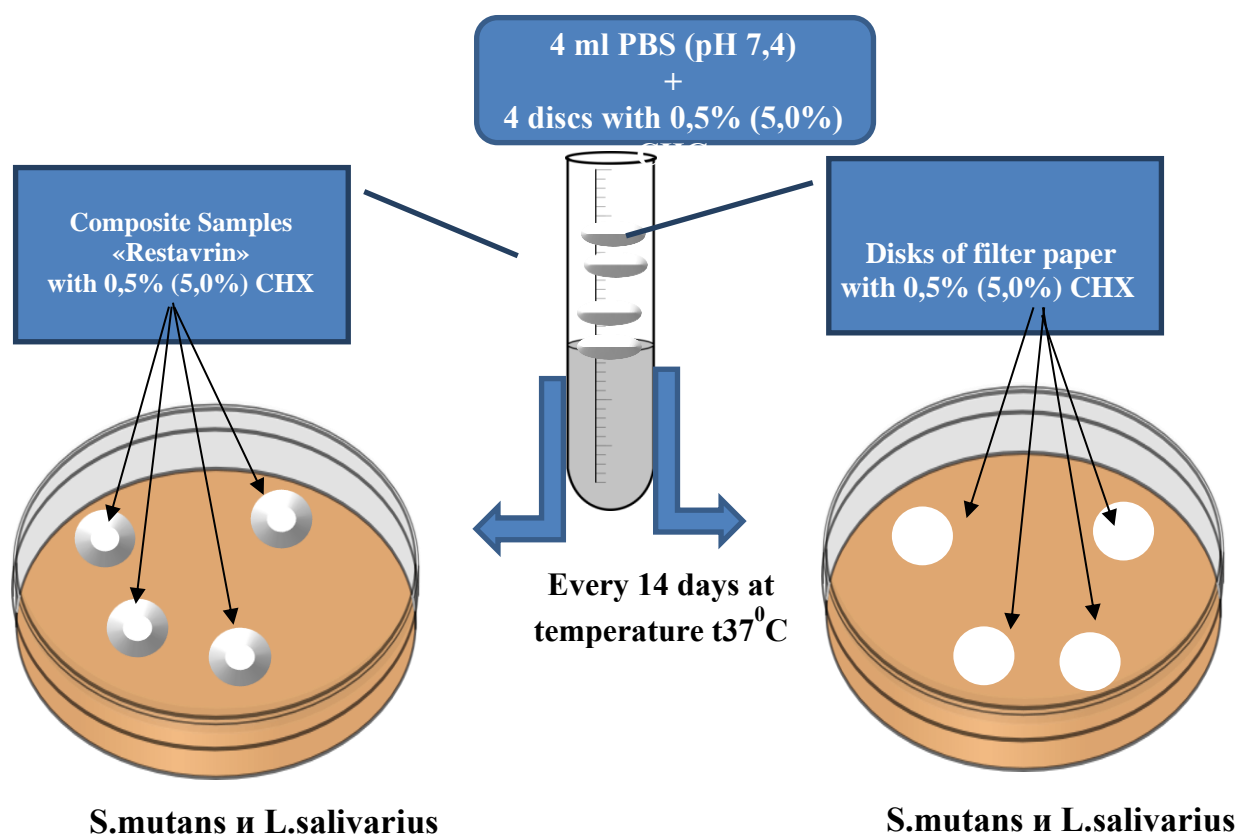 4 ml PBS (pH 7,4)
+
4 discs with 0,5% (5,0%)
Composite Samples
«Restavrin»
with 0,5% (5,0%) CHX
Disks of filter paper
with 0,5% (5,0%) CHX
Every 14 days at
temperature t37⁰C
S.mutans и L.salivarius
S.mutans и L.salivarius